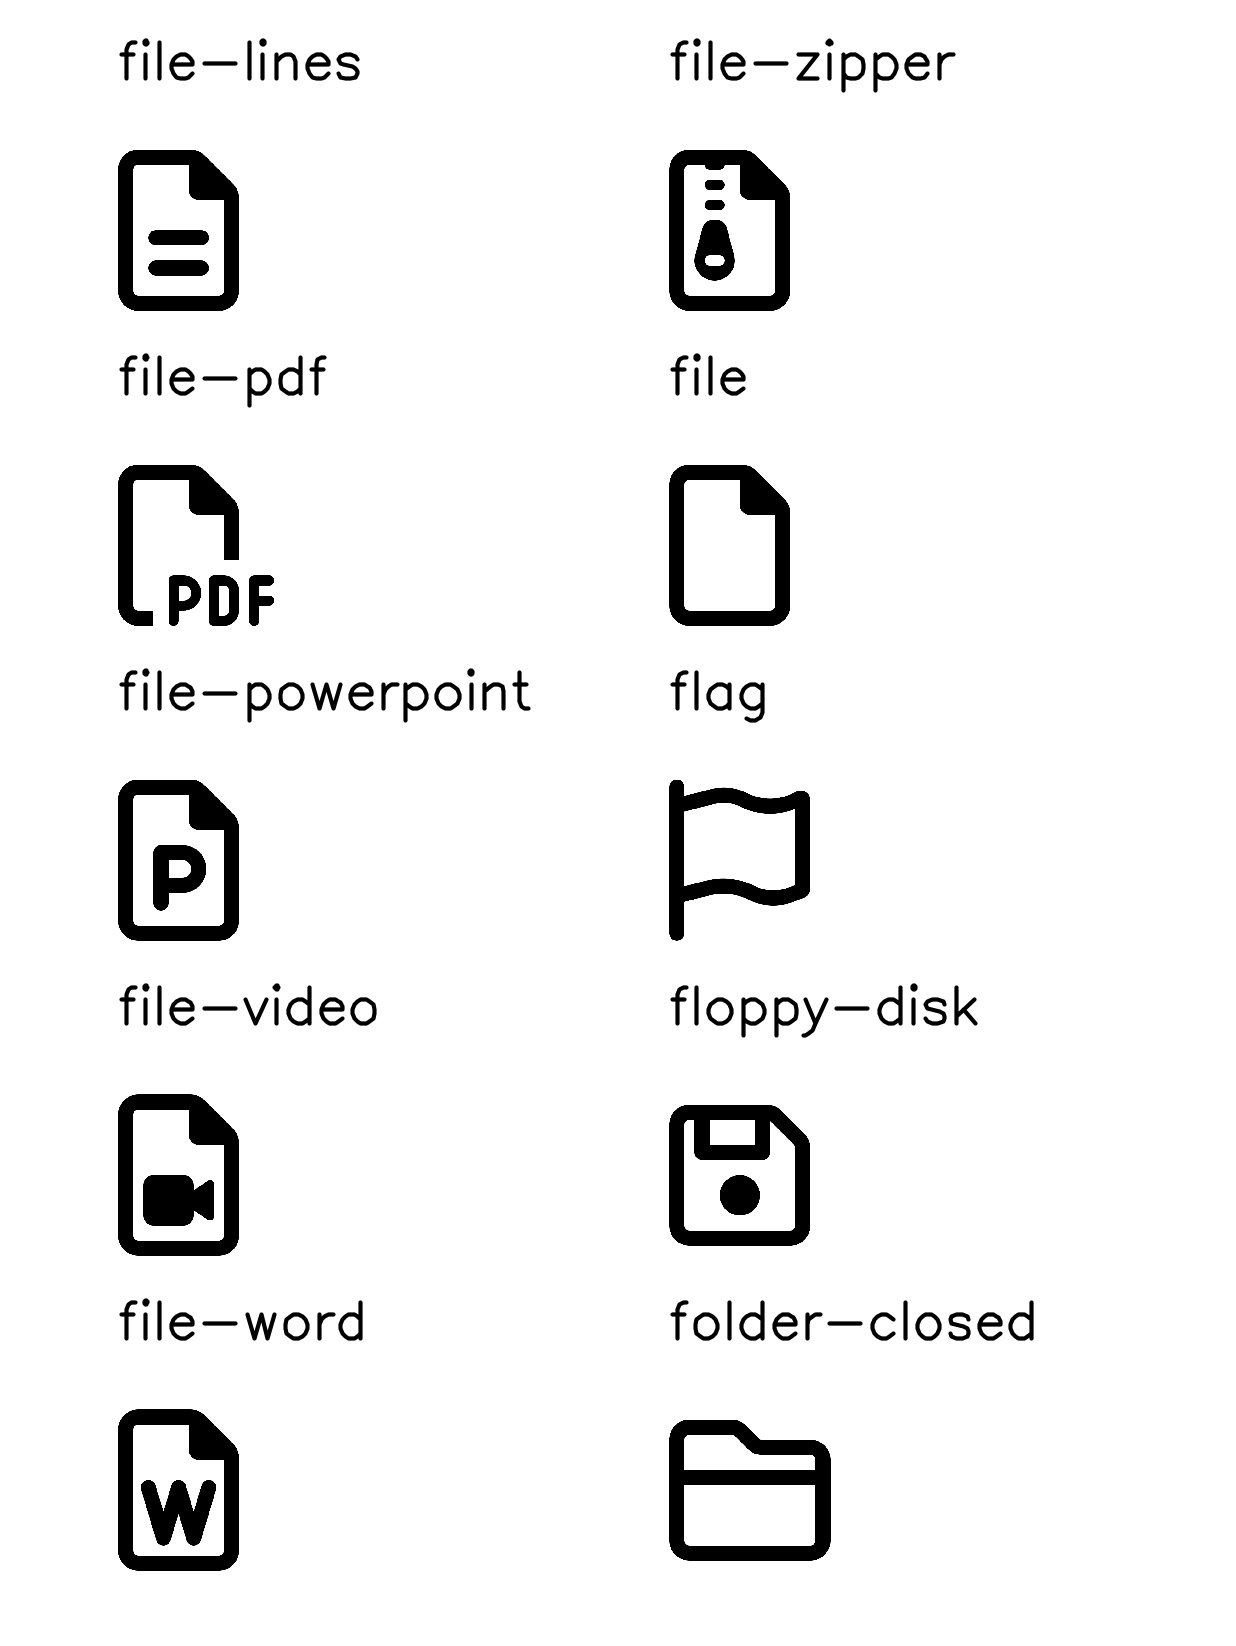 file-lines file-zipper
file-pdf file
PDF
file-powerpoint flag
P
file-video floppy-disk
file-word folder-closed
W